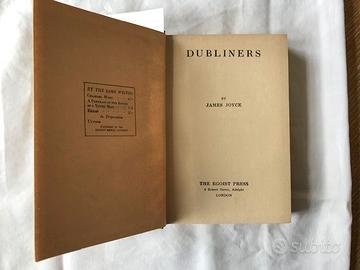 BY THE SAME WRITER
CHAMBER MUSIC
A PORTRAIT OF THE ARTIST
AS A YOUNG MAN
EXILES
In Preparation
ULYSSES
DUBLINERS
BY
JAMES JOYCE
THE EGOIST PRESS
LONDON
subito